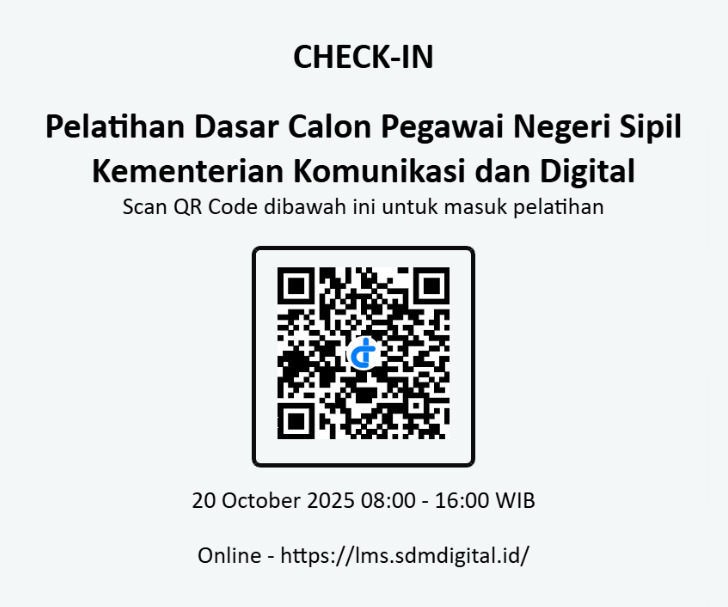 CHECK-IN
Pelatihan Dasar Calon Pegawai Negeri Sipil
Kementerian Komunikasi dan Digital
Scan QR Code dibawah ini untuk masuk pelatihan
20 October 2025 08:00 - 16:00 WIB
Online - https://lms.sdmdigital.id/